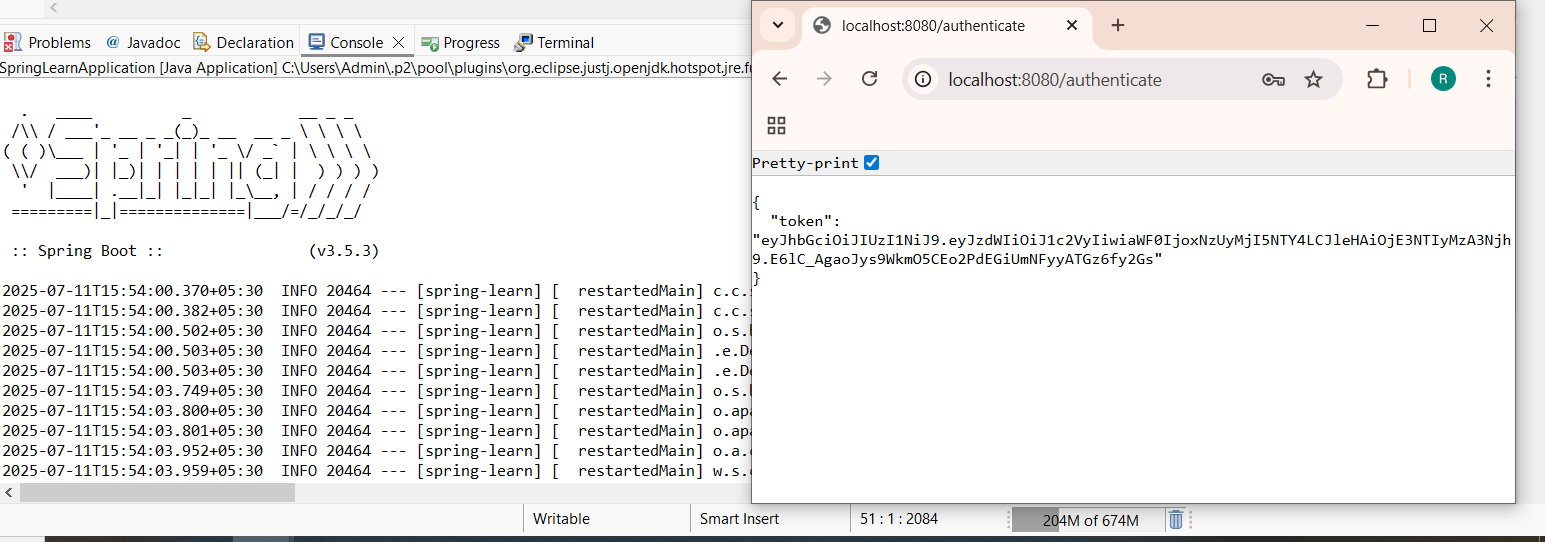 Problems @ Javadoc Declaration Console Progress Terminal
SpringLearnApplication [Java Application] C:\Users\Admin\.p2\pool\plugins\org.eclipse.justj.openjdk.hotspot.jre.fu
  .   ____          _            __ _ _
 /\\ / ___'_ __ _ _(_)_ __  __ _ \ \ \ \
( ( )\___ | '_ | '_| | '_ \/ _` | \ \ \ \
 \\/  ___)| |_)| | | | | || (_| |  ) ) ) )
  '  |____| .__|_| |_|_| |_\__, | / / / /
 =========|_|==============|___/=/_/_/_/
 :: Spring Boot ::                (v3.5.3)
2025-07-11T15:54:00.370+05:30  INFO 20464 --- [spring-learn] [  restartedMain] c.c.s
2025-07-11T15:54:00.382+05:30  INFO 20464 --- [spring-learn] [  restartedMain] c.c.s
2025-07-11T15:54:00.502+05:30  INFO 20464 --- [spring-learn] [  restartedMain] .e.De
2025-07-11T15:54:00.503+05:30  INFO 20464 --- [spring-learn] [  restartedMain] .e.De
2025-07-11T15:54:00.503+05:30  INFO 20464 --- [spring-learn] [  restartedMain] .e.De
2025-07-11T15:54:03.749+05:30  INFO 20464 --- [spring-learn] [  restartedMain] o.s.b
2025-07-11T15:54:03.800+05:30  INFO 20464 --- [spring-learn] [  restartedMain] o.apa
2025-07-11T15:54:03.801+05:30  INFO 20464 --- [spring-learn] [  restartedMain] o.apa
2025-07-11T15:54:03.952+05:30  INFO 20464 --- [spring-learn] [  restartedMain] o.a.c
2025-07-11T15:54:03.959+05:30  INFO 20464 --- [spring-learn] [  restartedMain] w.s.c
Writable Smart Insert 51 : 1 : 2084 204M of 674M
localhost:8080/authenticate
localhost:8080/authenticate
R
Pretty-print
{
  "token":
"eyJhbGciOiJIUzI1NiJ9.eyJzdWIiOiJ1c2VyIiwiaWF0IjoxNzUyMjI5NTY4LCJleHAiOjE3NTIyMzA3Njh
9.E6lC_AgaoJys9WkmO5CEo2PdEGiUmNFyyATGz6fy2Gs"
}